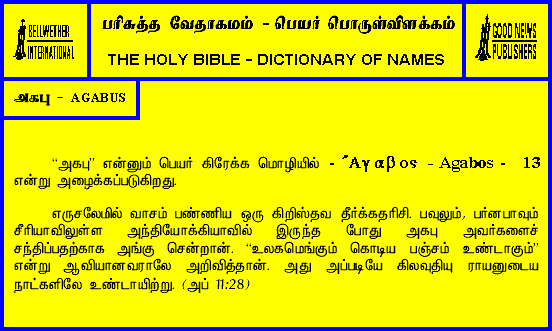 BELLWETHER
INTERNATIONAL
பரிசுத்த வேதாகமம் - பெயர் பொருள்விளக்கம்
THE HOLY BIBLE - DICTIONARY OF NAMES
GOOD NEWS
PUBLISHERS
அகபு - AGABUS
“அகபு” என்னும் பெயர் கிரேக்க மொழியில் - ῎Αγαβος - Agabos - 13
என்று அழைக்கப்படுகிறது.
எருசலேமில் வாசம் பண்ணிய ஒரு கிறிஸ்தவ தீர்க்கதரிசி. பவுலும், பர்னபாவும்
சீரியாவிலுள்ள அந்தியோக்கியாவில் இருந்த போது அகபு அவர்களைச்
சந்திப்பதற்காக அங்கு சென்றான். “உலகமெங்கும் கொடிய பஞ்சம் உண்டாகும்”
என்று ஆவியானவராலே அறிவித்தான். அது அப்படியே கிலவுதியு ராயனுடைய
நாட்களிலே உண்டாயிற்று. (அப் 11:28)